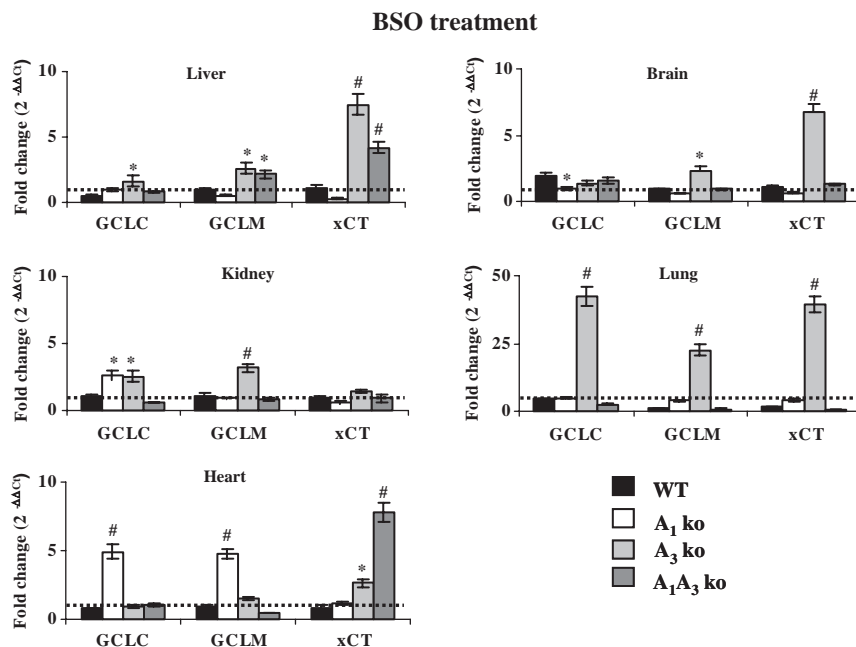 BSO treatment
Liver
Fold change (2 -ΔΔCt)
10
5
0
*
*
*
#
#
GCLC GCLM xCT
Brain
Fold change (2 -ΔΔCt)
10
5
0
*
*
#
GCLC GCLM xCT
Kidney
Fold change (2 -ΔΔCt)
10
5
0
* *
#
GCLC GCLM xCT
Lung
Fold change (2 -ΔΔCt)
50
25
0
#
#
#
GCLC GCLM xCT
Heart
Fold change (2 -ΔΔCt)
10
5
0
#
#
*
#
GCLC GCLM xCT
WT
A1 ko
A3 ko
A1A3 ko